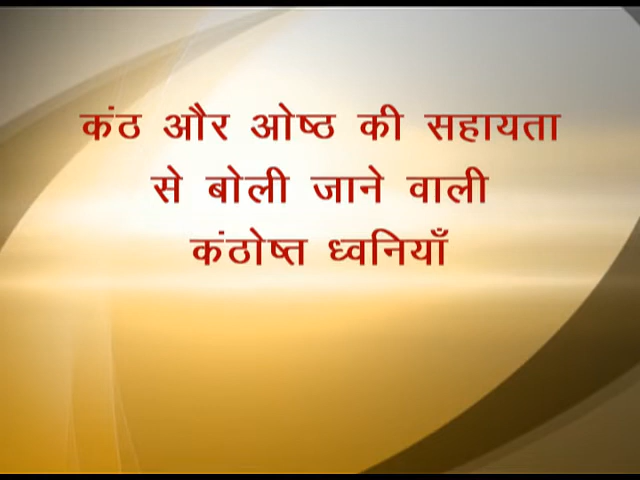 कंठ और ओष्ठ की सहायता
से बोली जाने वाली
कंठोष्त ध्वनियाँ